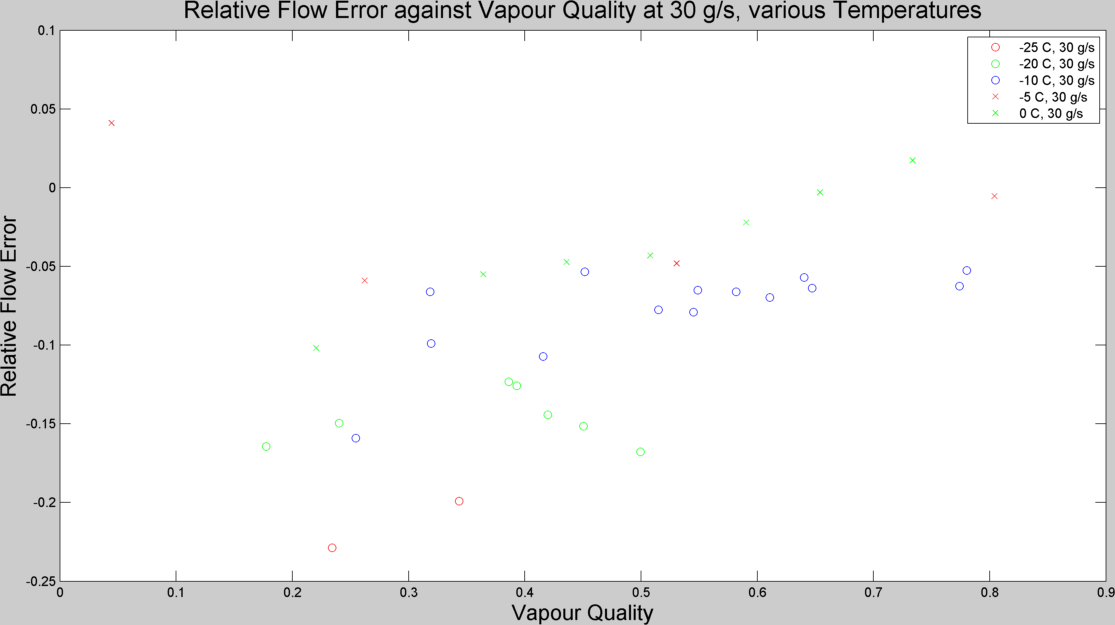 Relative Flow Error against Vapour Quality at 30 g/s, various Temperatures
0.1
0.05
0
-0.05
-0.1
-0.15
-0.2
-0.25
Relative Flow Error
-25 C, 30 g/s
-20 C, 30 g/s
-10 C, 30 g/s
-5 C, 30 g/s
0 C, 30 g/s
0 0.1 0.2 0.3 0.4 0.5 0.6 0.7 0.8 0.9
Vapour Quality